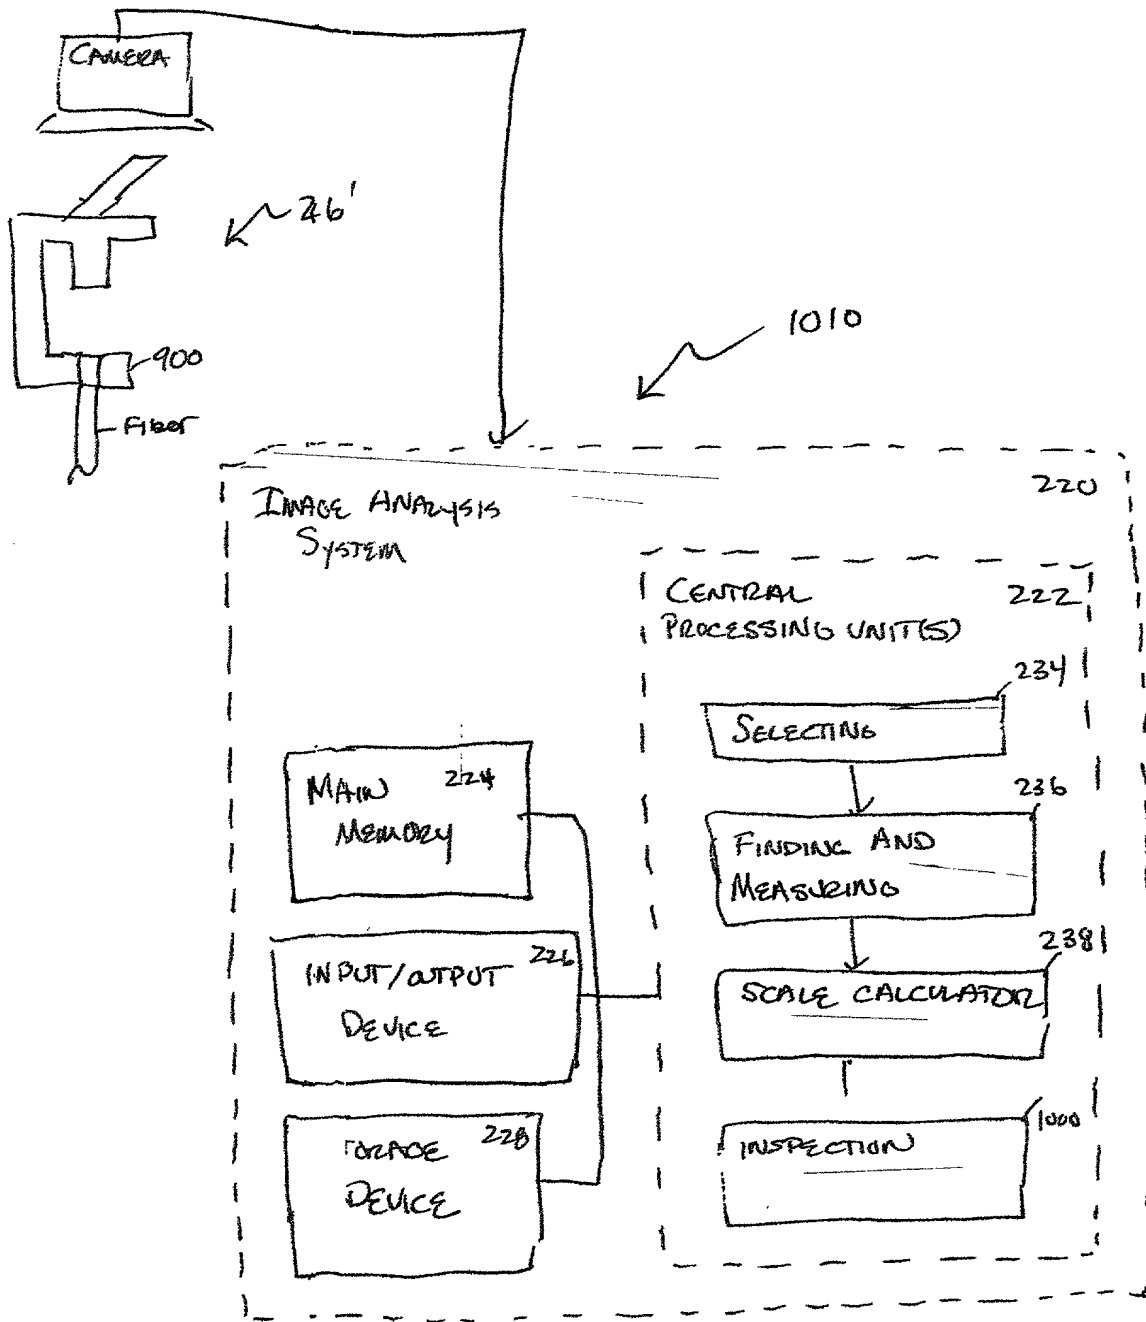 CAMERA
26'
1010
900
Fiber
IMAGE ANALYSIS
SYSTEM
220
CENTRAL
PROCESSING UNIT(S)
222
234
SELECTING
MAIN
MEMORY
224
236
FINDING AND
MEASURING
INPUT/OUTPUT
DEVICE
226
238
SCALE CALCULATOR
TORAGE
DEVICE
228
1000
INSPECTION